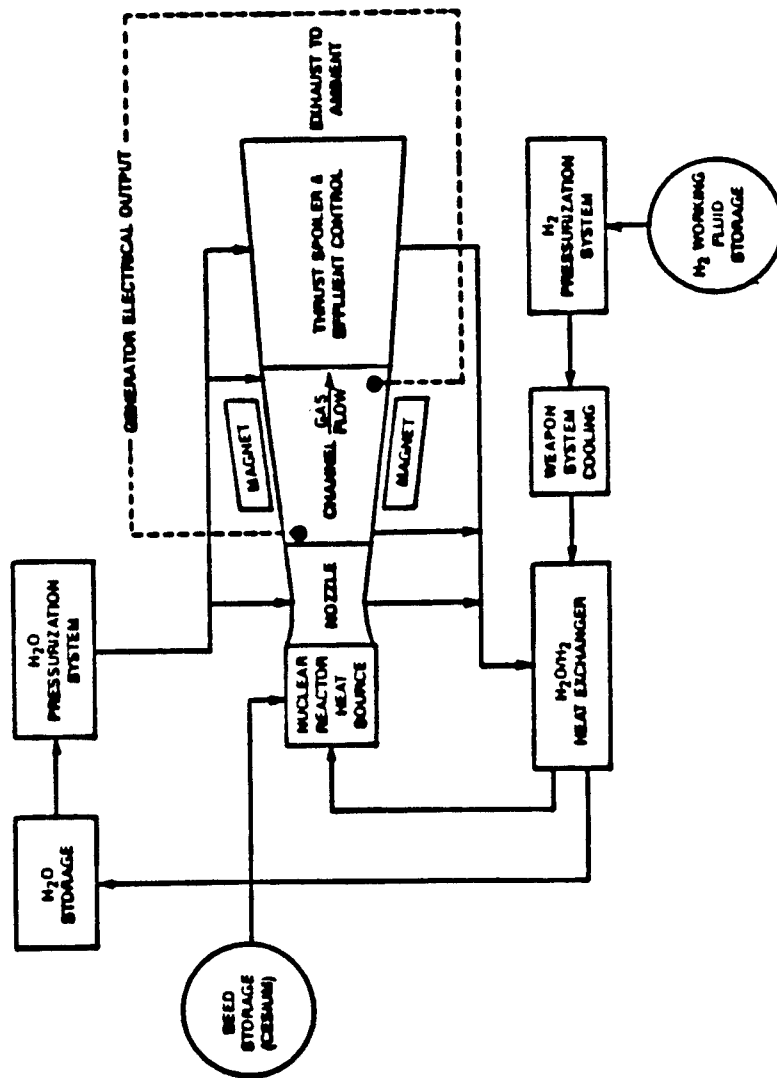 GENERATOR ELECTRICAL OUTPUT
H₂O
STORAGE
H₂O
PRESSURIZATION
SYSTEM
SEED
STORAGE
(CESIUM)
NUCLEAR
REACTOR
HEAT
SOURCE
NOZZLE
MAGNET
CHANNEL
GAS
FLOW
MAGNET
THRUST SPOILER &
EFFLUENT CONTROL
EXHAUST TO
AMBIENT
H₂O/H₂
HEAT EXCHANGER
WEAPON
SYSTEM
COOLING
H₂
PRESSURIZATION
SYSTEM
H₂ WORKING
FLUID
STORAGE